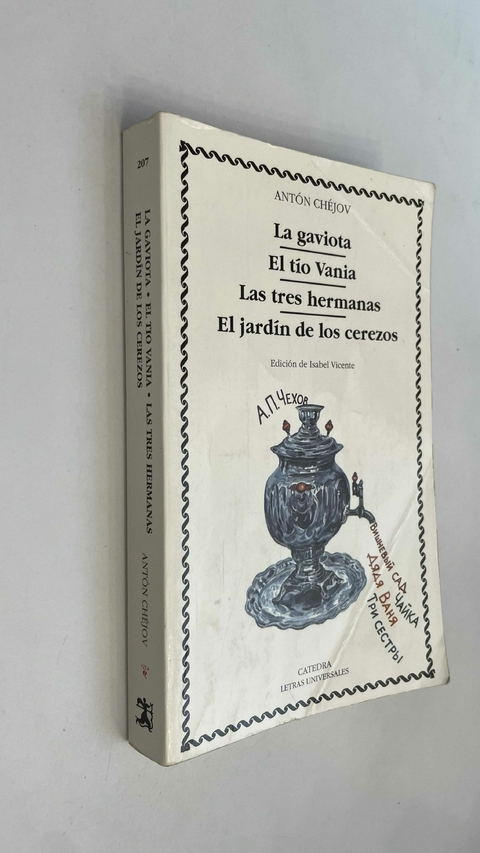 207
LA GAVIOTA • EL TÍO VANIA • LAS TRES HERMANAS
EL JARDÍN DE LOS CEREZOS
ANTÓN CHÉJOV
ANTÓN CHÉJOV
La gaviota
El tío Vania
Las tres hermanas
El jardín de los cerezos
Edición de Isabel Vicente
А.П.ЧЕХОВ
ВИШНЕВЫЙ САД
ЧАЙКА
ДЯДЯ ВАНЯ
ТРИ СЕСТРЫ
CATEDRA
LETRAS UNIVERSALES